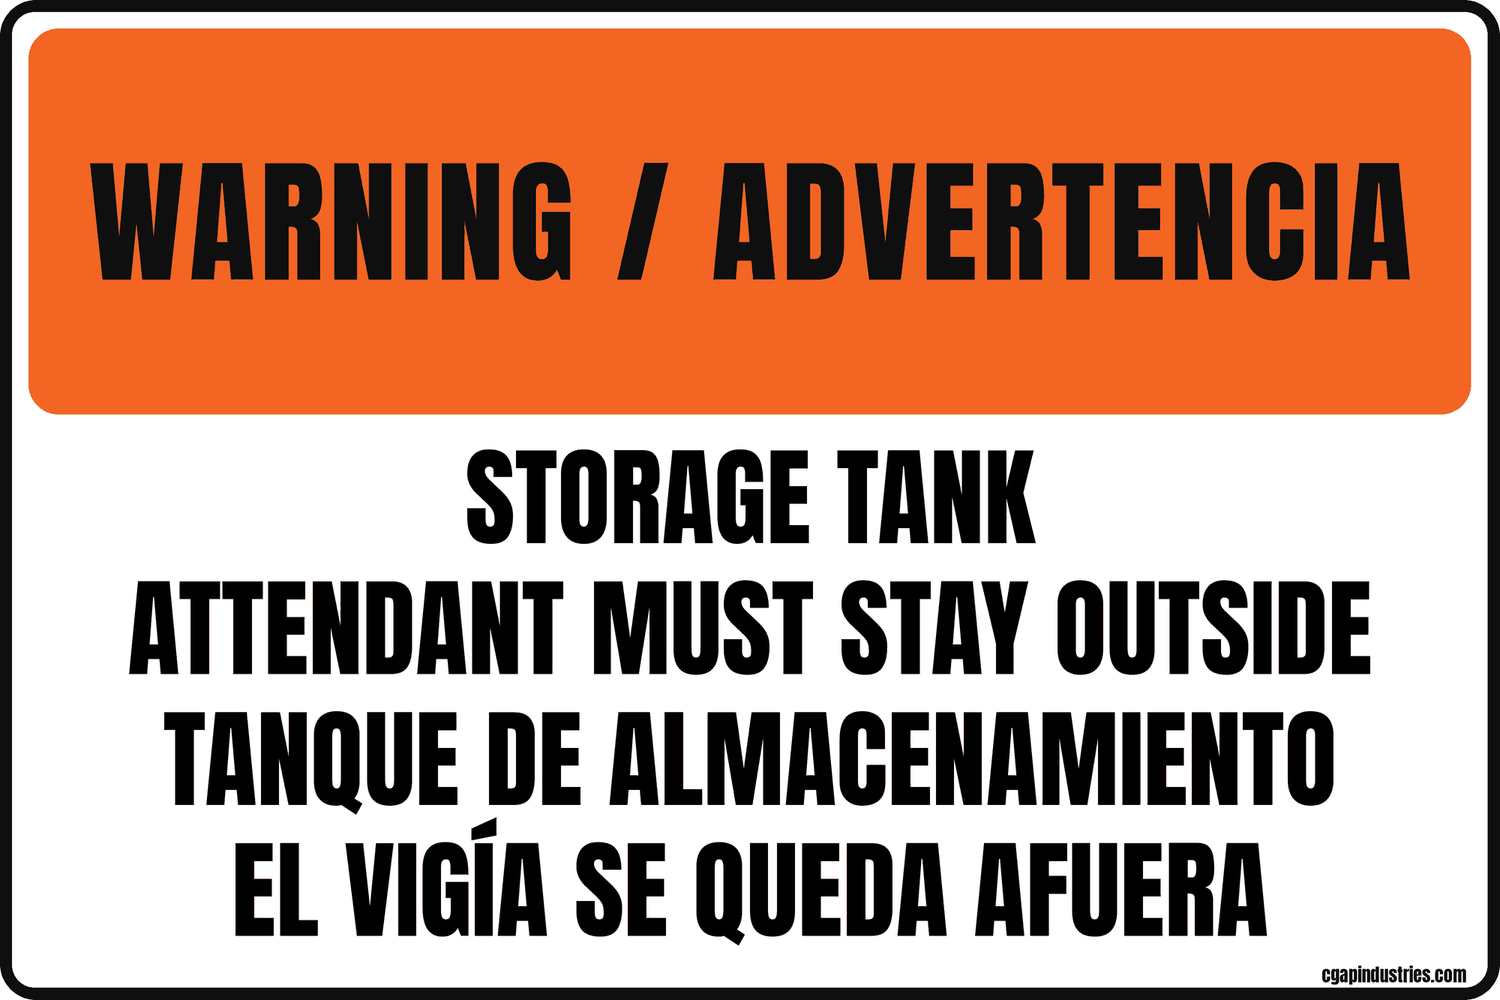 WARNING / ADVERTENCIA
STORAGE TANK
ATTENDANT MUST STAY OUTSIDE
TANQUE DE ALMACENAMIENTO
EL VIGÍA SE QUEDA AFUERA
cgapindustries.com